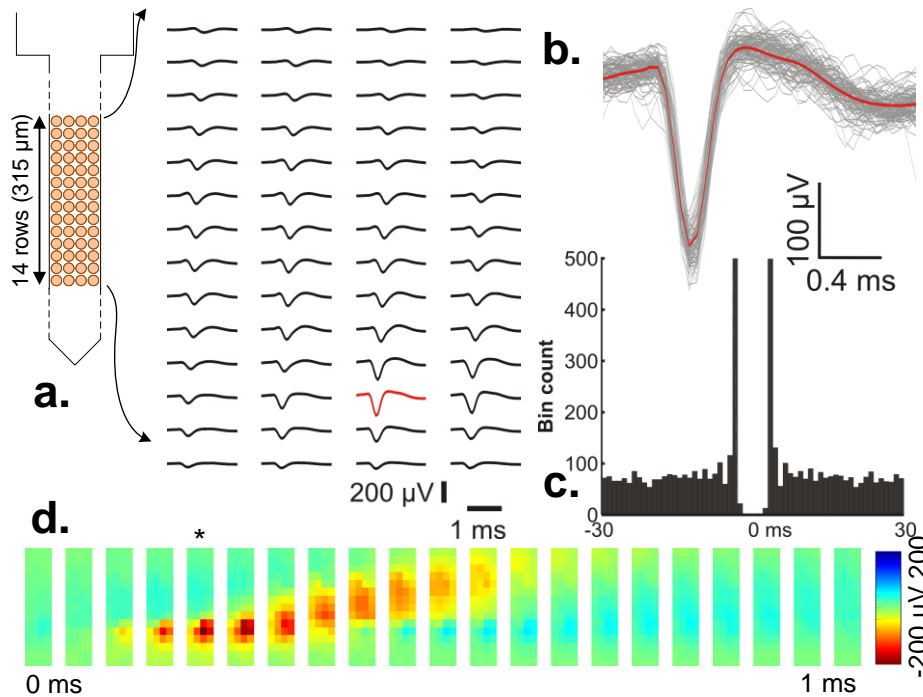 a.
14 rows (315 µm)
200 µV
1 ms
b.
100 µV
0.4 ms
c.
Bin count
500
400
300
200
100
0
-30
0 ms
30
d.
*
0 ms
1 ms
-200 µV 200